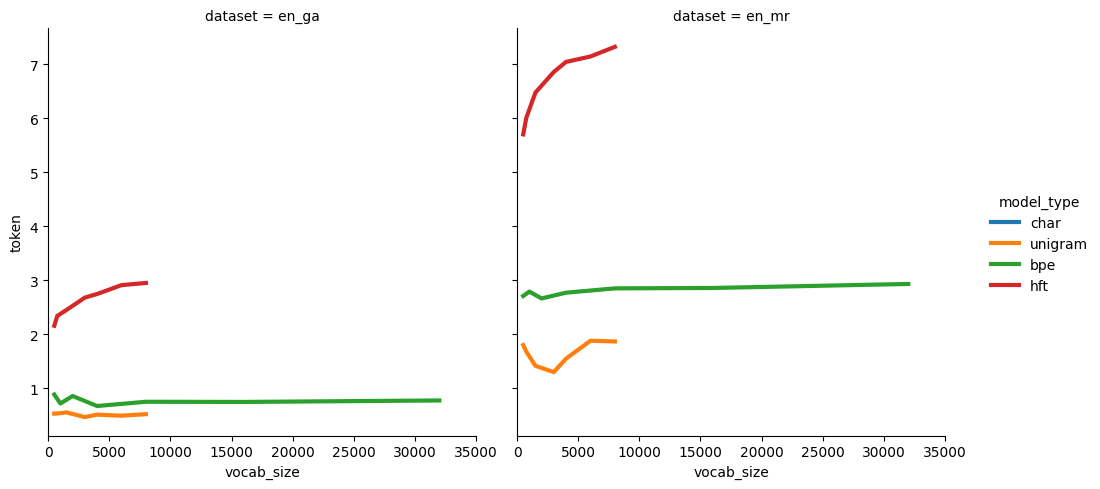 dataset = en_ga
dataset = en_mr
token
7
6
5
4
3
2
1
0 5000 10000 15000 20000 25000 30000 35000
vocab_size
0 5000 10000 15000 20000 25000 30000 35000
vocab_size
model_type
char
unigram
bpe
hft